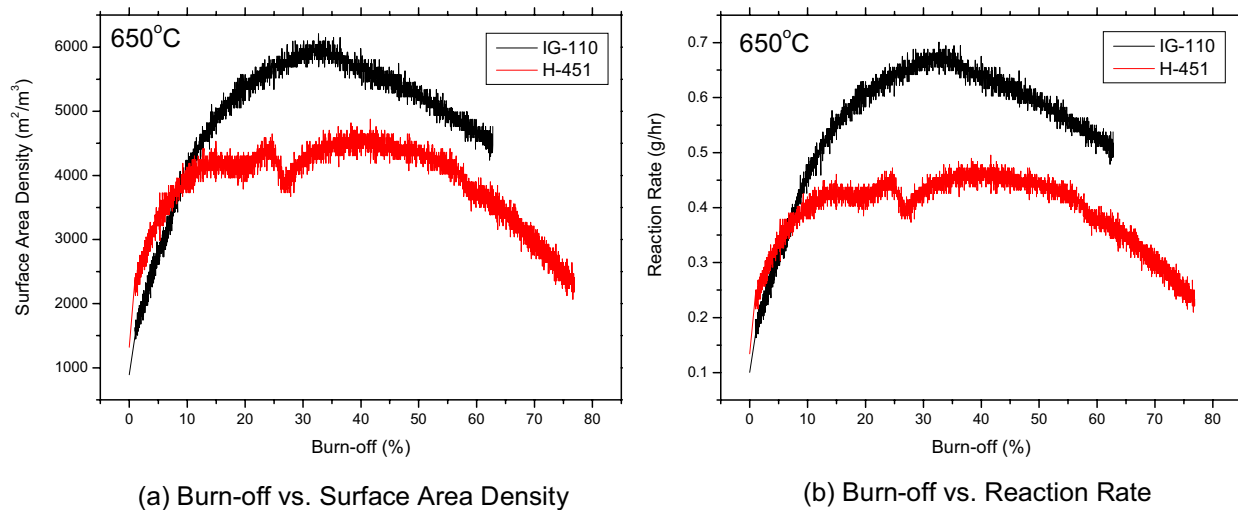 650°C
IG-110
H-451
Surface Area Density (m²/m³)
6000
5000
4000
3000
2000
1000
0 10 20 30 40 50 60 70 80
Burn-off (%)
(a) Burn-off vs. Surface Area Density
650°C
IG-110
H-451
Reaction Rate (g/hr)
0.7
0.6
0.5
0.4
0.3
0.2
0.1
0 10 20 30 40 50 60 70 80
Burn-off (%)
(b) Burn-off vs. Reaction Rate